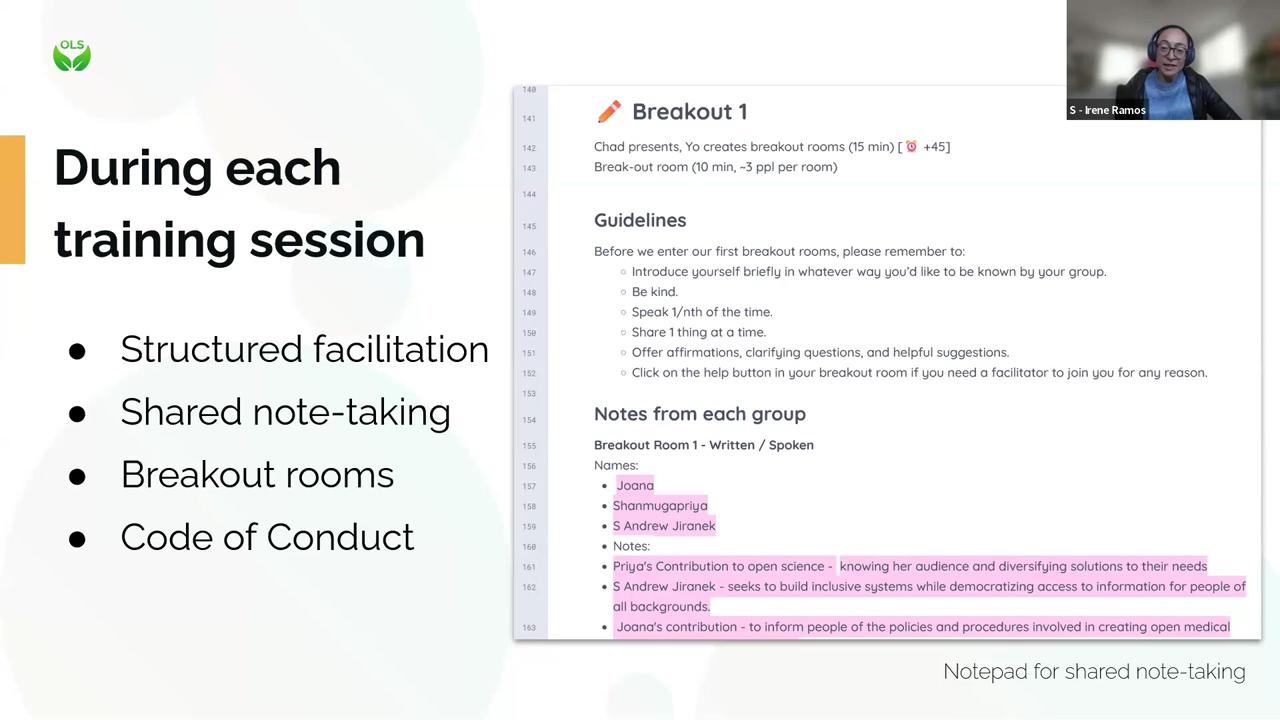 OLS
S - Irene Ramos
During each
training session
● Structured facilitation
● Shared note-taking
● Breakout rooms
● Code of Conduct
140
141 Breakout 1
142 Chad presents, Yo creates breakout rooms (15 min) [⏰ +45]
143 Break-out room (10 min, ~3 ppl per room)
144
145 Guidelines
146 Before we enter our first breakout rooms, please remember to:
147 ○ Introduce yourself briefly in whatever way you'd like to be known by your group.
148 ○ Be kind.
149 ○ Speak 1/nth of the time.
150 ○ Share 1 thing at a time.
151 ○ Offer affirmations, clarifying questions, and helpful suggestions.
152 ○ Click on the help button in your breakout room if you need a facilitator to join you for any reason.
153
154 Notes from each group
155 Breakout Room 1 - Written / Spoken
156 Names:
157 • Joana
158 • Shanmugapriya
159 • S Andrew Jiranek
160 • Notes:
161 • Priya's Contribution to open science - knowing her audience and diversifying solutions to their needs
162 • S Andrew Jiranek - seeks to build inclusive systems while democratizing access to information for people of
all backgrounds.
163 • Joana's contribution - to inform people of the policies and procedures involved in creating open medical
Notepad for shared note-taking